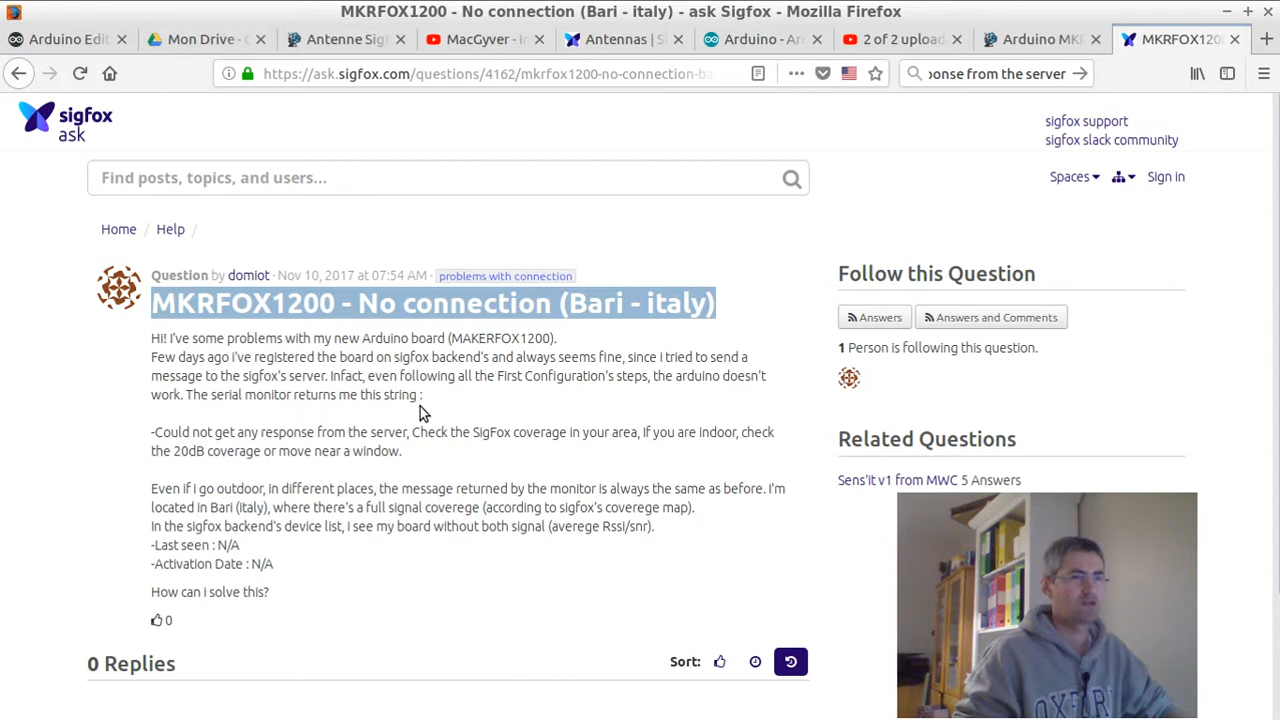 MKRFOX1200 - No connection (Bari - italy) - ask Sigfox - Mozilla Firefox
Arduino Edi
Mon Drive - G
Antenne Sig
MacGyver - In
Antennas | Si
Arduino - Ar
2 of 2 upload
Arduino MK
MKRFOX120
https://ask.sigfox.com/questions/4162/mkrfox1200-no-connection-ba
ponse from the server
sigfox
ask
sigfox support
sigfox slack community
Find posts, topics, and users...
Spaces
Sign in
Home / Help /
Question by domiot · Nov 10, 2017 at 07:54 AM · problems with connection
MKRFOX1200 - No connection (Bari - italy)
Hi! I've some problems with my new Arduino board (MAKERFOX1200).
Few days ago i've registered the board on sigfox backend's and always seems fine, since i tried to send a
message to the sigfox's server. Infact, even following all the First Configuration's steps, the arduino doesn't
work. The serial monitor returns me this string :
-Could not get any response from the server, Check the SigFox coverage in your area, If you are indoor, check
the 20dB coverage or move near a window.
Even if I go outdoor, in different places, the message returned by the monitor is always the same as before. I'm
located in Bari (Italy), where there's a full signal coverege (according to sigfox's coverege map).
In the sigfox backend's device list, i see my board without both signal (averege Rssi/snr).
-Last seen : N/A
-Activation Date : N/A
How can i solve this?
0
0 Replies
Sort:
Follow this Question
Answers
Answers and Comments
1 Person is following this question.
Related Questions
Sens'it v1 from MWC 5 Answers
OXFORD